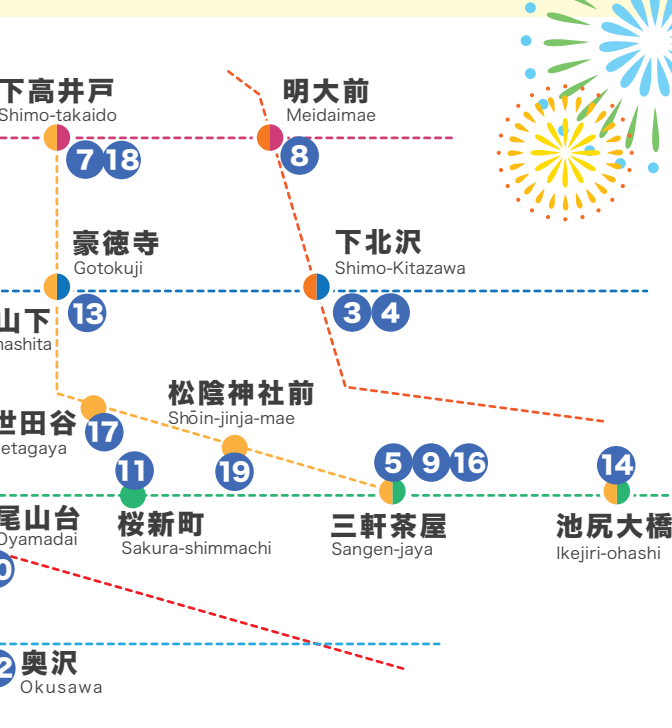 下高井戸
Shimo-takaido
7 18
明大前
Meidaimae
8
豪徳寺
Gotokuji
13
下北沢
Shimo-Kitazawa
3 4
山下
mashita
世田谷
etagaya
17
松陰神社前
Shōin-jinja-mae
19
11
桜新町
Sakura-shimmachi
5 9 16
三軒茶屋
Sangen-jaya
14
池尻大橋
Ikejiri-ohashi
尾山台
Oyamadai
0
2
奥沢
Okusawa